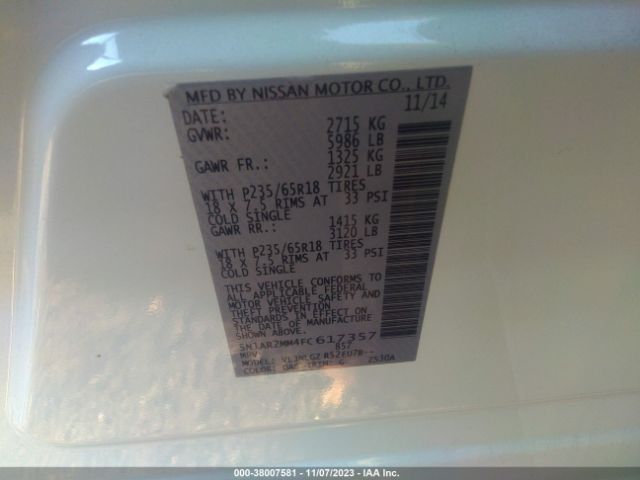 MFD BY NISSAN MOTOR CO., LTD.
DATE: 11/14
GVWR: 2715 KG
5986 LB
GAWR FR.: 1325 KG
2921 LB
WITH P235/65R18 TIRES
18 X 7.5 RIMS AT 33 PSI
COLD SINGLE
GAWR RR.: 1415 KG
3120 LB
WITH P235/65R18 TIRES
18 X 7.5 RIMS AT 33 PSI
COLD SINGLE
THIS VEHICLE CONFORMS TO
ALL APPLICABLE FEDERAL
MOTOR VEHICLE SAFETY AND
THEFT PREVENTION
STANDARDS IN EFFECT ON
THE DATE OF MANUFACTURE
SHOWN ABOVE.
5N1AR2MM4FC617357
MPV
MODEL:
COLOR: TRIM: G
000-38007581 - 11/07/2023 - IAA Inc.